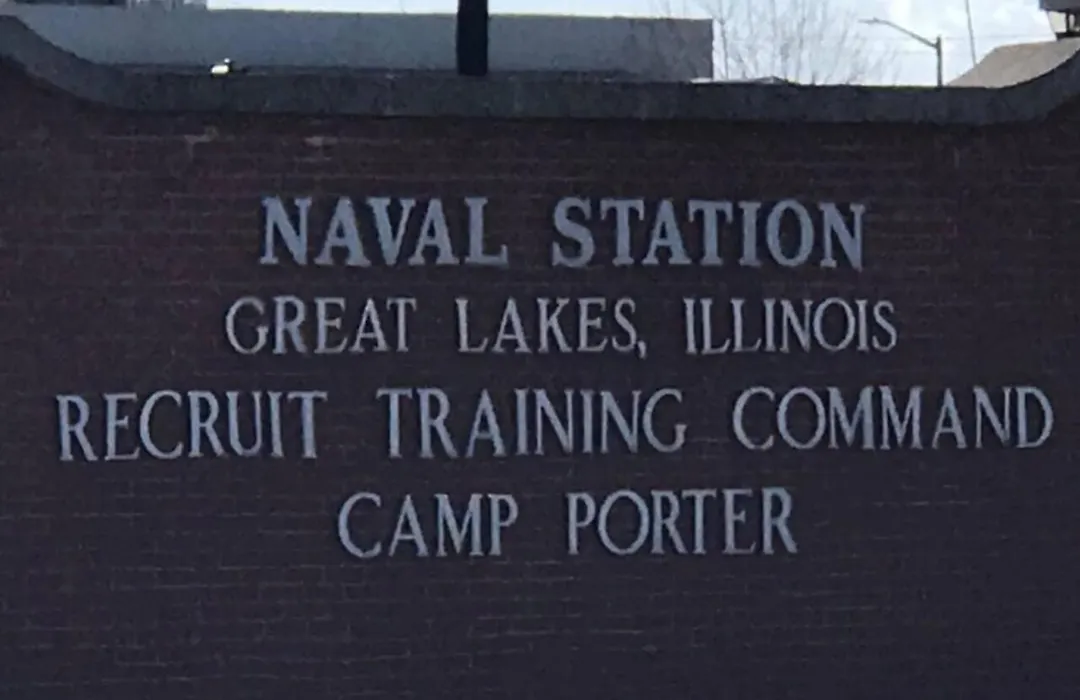 NAVAL STATION
GREAT LAKES, ILLINOIS
RECRUIT TRAINING COMMAND
CAMP PORTER